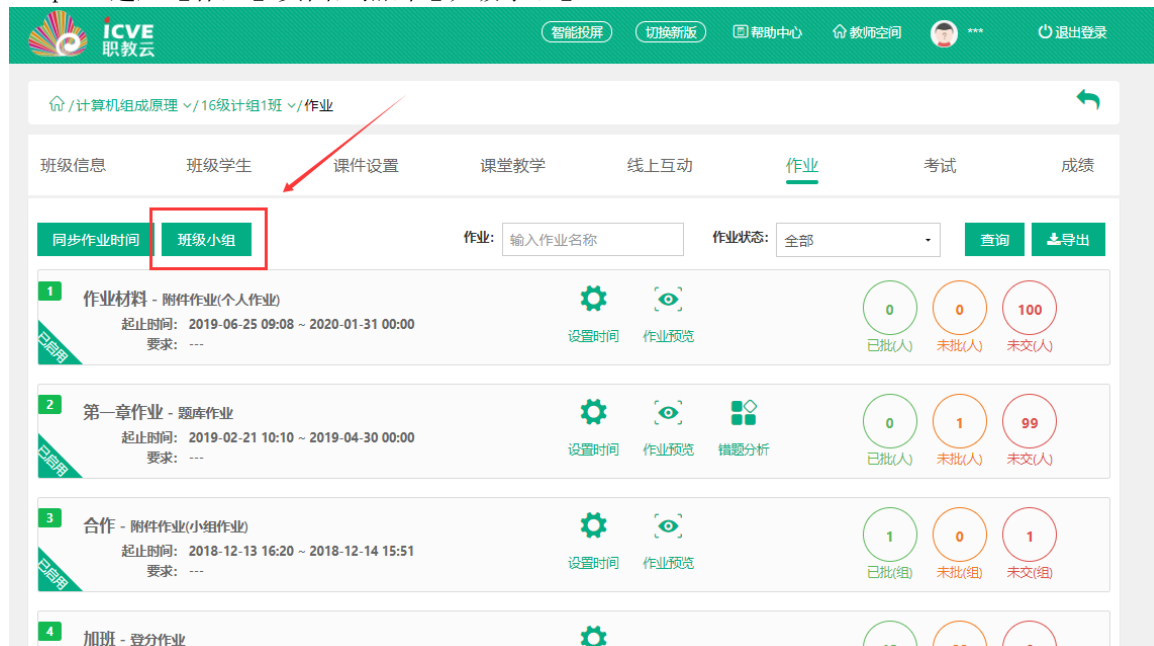 icve
职教云
智能投屏 切换新版 帮助中心 教师空间 *** 退出登录
/计算机组成原理 /16级计组1班 /作业
班级信息 班级学生 课件设置 课堂教学 线上互动 作业 考试 成绩
同步作业时间 班级小组 作业: 输入作业名称 作业状态: 全部 查询 导出
1 作业材料 - 附件作业(个人作业)
起止时间: 2019-06-25 09:08 ~ 2020-01-31 00:00
要求: ---
已启用
设置时间 作业预览
0 0 100
已批(人) 未批(人) 未交(人)
2 第一章作业 - 题库作业
起止时间: 2019-02-21 10:10 ~ 2019-04-30 00:00
要求: ---
已启用
设置时间 作业预览 错题分析
0 1 99
已批(人) 未批(人) 未交(人)
3 合作 - 附件作业(小组作业)
起止时间: 2018-12-13 16:20 ~ 2018-12-14 15:51
要求: ---
已启用
设置时间 作业预览
1 0 1
已批(组) 未批(组) 未交(组)
4 加班 - 登分作业